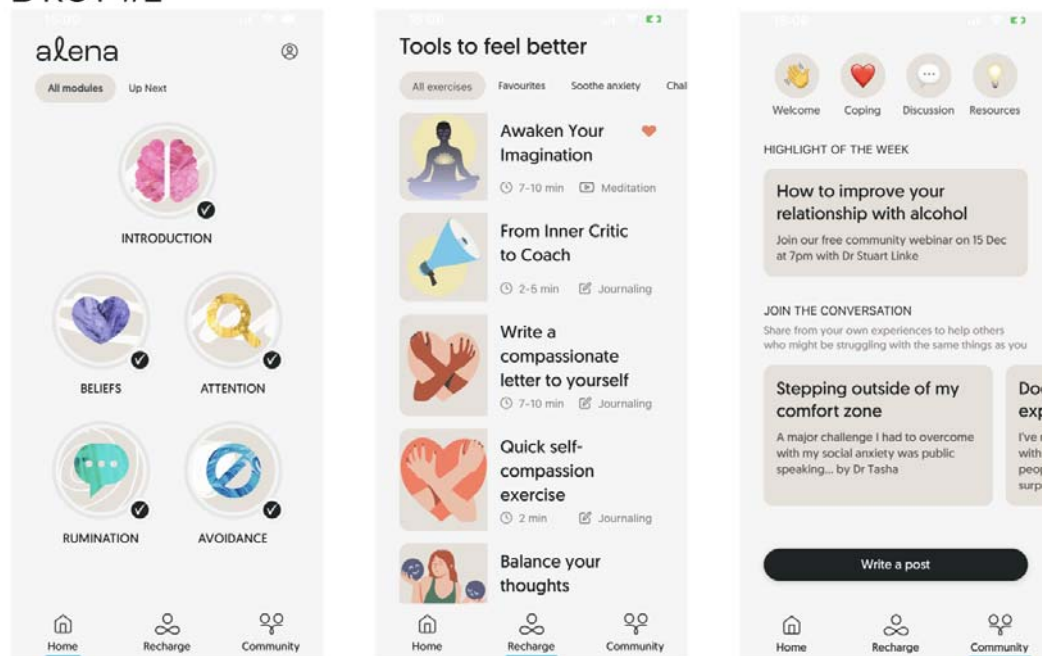 alena
All modules
Up Next
INTRODUCTION
BELIEFS
ATTENTION
RUMINATION
AVOIDANCE
Home
Recharge
Community
Tools to feel better
All exercises
Favourites
Soothe anxiety
Chal
Awaken Your
Imagination
7-10 min
Meditation
From Inner Critic
to Coach
2-5 min
Journaling
Write a
compassionate
letter to yourself
7-10 min
Journaling
Quick self-
compassion
exercise
2 min
Journaling
Balance your
thoughts
Home
Recharge
Community
Welcome
Coping
Discussion
Resources
HIGHLIGHT OF THE WEEK
How to improve your
relationship with alcohol
Join our free community webinar on 15 Dec
at 7pm with Dr Stuart Linke
JOIN THE CONVERSATION
Share from your own experiences to help others
who might be struggling with the same things as you
Stepping outside of my
comfort zone
A major challenge I had to overcome
with my social anxiety was public
speaking... by Dr Tasha
Do
exp
I've
with
peop
surp
Write a post
Home
Recharge
Community